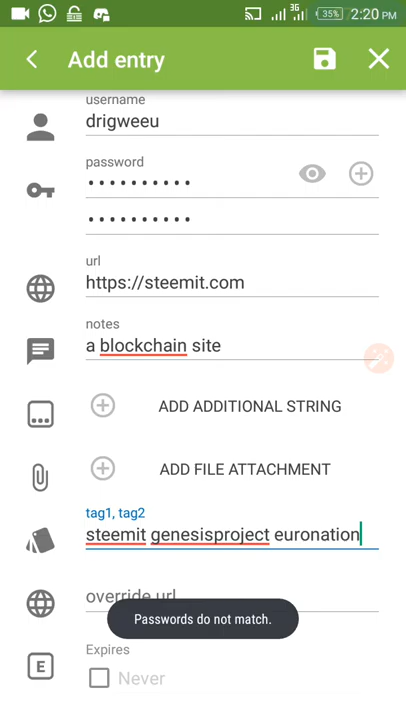 3G
35%
2:20 PM
Add entry
username
drigweeu
password
••••••••••
••••••••••
url
https://steemit.com
notes
a blockchain site
ADD ADDITIONAL STRING
ADD FILE ATTACHMENT
tag1, tag2
steemit genesisproject euronation
override url
Passwords do not match.
Expires
E
Never